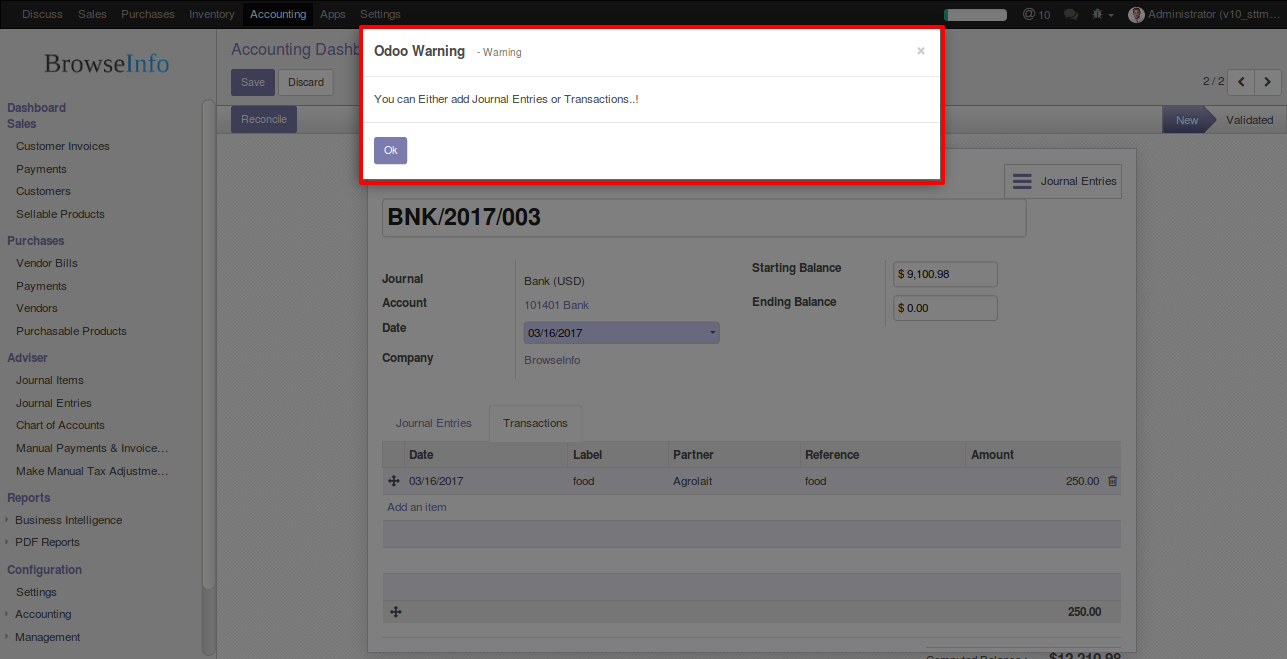 Discuss Sales Purchases Inventory Accounting Apps Settings @ 10 Administrator (v10_sttm...
BrowseInfo
Dashboard
Sales
Customer Invoices
Payments
Customers
Sellable Products
Purchases
Vendor Bills
Payments
Vendors
Purchasable Products
Adviser
Journal Items
Journal Entries
Chart of Accounts
Manual Payments & Invoice...
Make Manual Tax Adjustme...
Reports
Business Intelligence
PDF Reports
Configuration
Settings
Accounting
Management
Accounting Dashb
Save Discard 2 / 2
Reconcile New Validated
Odoo Warning - Warning ×
You can Either add Journal Entries or Transactions..!
Ok
Journal Entries
BNK/2017/003
Journal Bank (USD)
Account 101401 Bank
Date 03/16/2017
Company BrowseInfo
Starting Balance $ 9,100.98
Ending Balance $ 0.00
Journal Entries Transactions
Date Label Partner Reference Amount
03/16/2017 food Agrolait food 250.00
Add an item
250.00
Computed Balance : $12,210.98